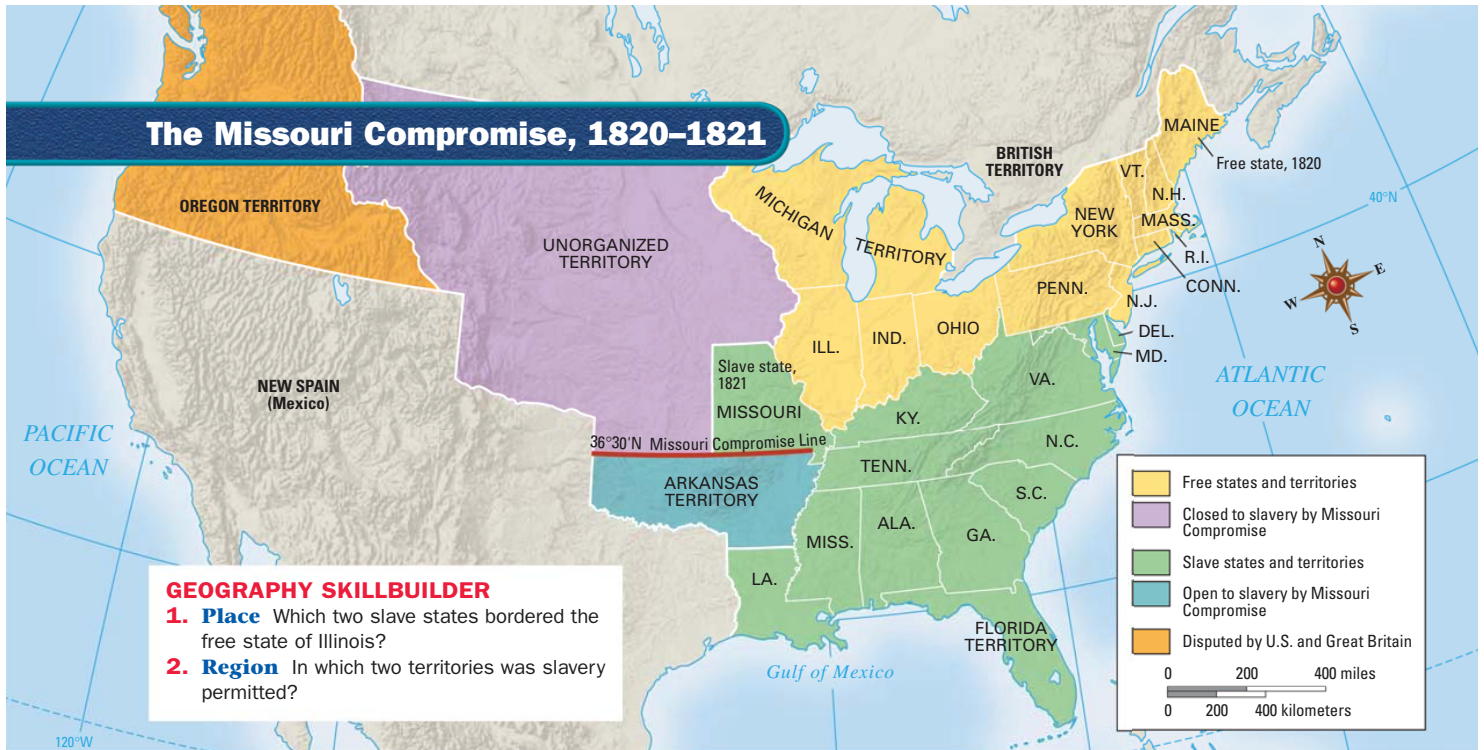 The Missouri Compromise, 1820–1821
MAINE
Free state, 1820
BRITISH
TERRITORY
VT.
N.H.
MASS.
NEW
YORK
R.I.
CONN.
40°N
N
E
W
S
OREGON TERRITORY
UNORGANIZED
TERRITORY
MICHIGAN
TERRITORY
PENN.
N.J.
OHIO
IND.
ILL.
DEL.
MD.
Slave state,
1821
MISSOURI
NEW SPAIN
(Mexico)
VA.
KY.
ATLANTIC
OCEAN
PACIFIC
OCEAN
36°30'N Missouri Compromise Line
N.C.
TENN.
ARKANSAS
TERRITORY
S.C.
ALA.
GA.
MISS.
LA.
FLORIDA
TERRITORY
Gulf of Mexico
120°W
GEOGRAPHY SKILLBUILDER
1. Place Which two slave states bordered the
free state of Illinois?
2. Region In which two territories was slavery
permitted?
Free states and territories
Closed to slavery by Missouri
Compromise
Slave states and territories
Open to slavery by Missouri
Compromise
Disputed by U.S. and Great Britain
0 200 400 miles
0 200 400 kilometers